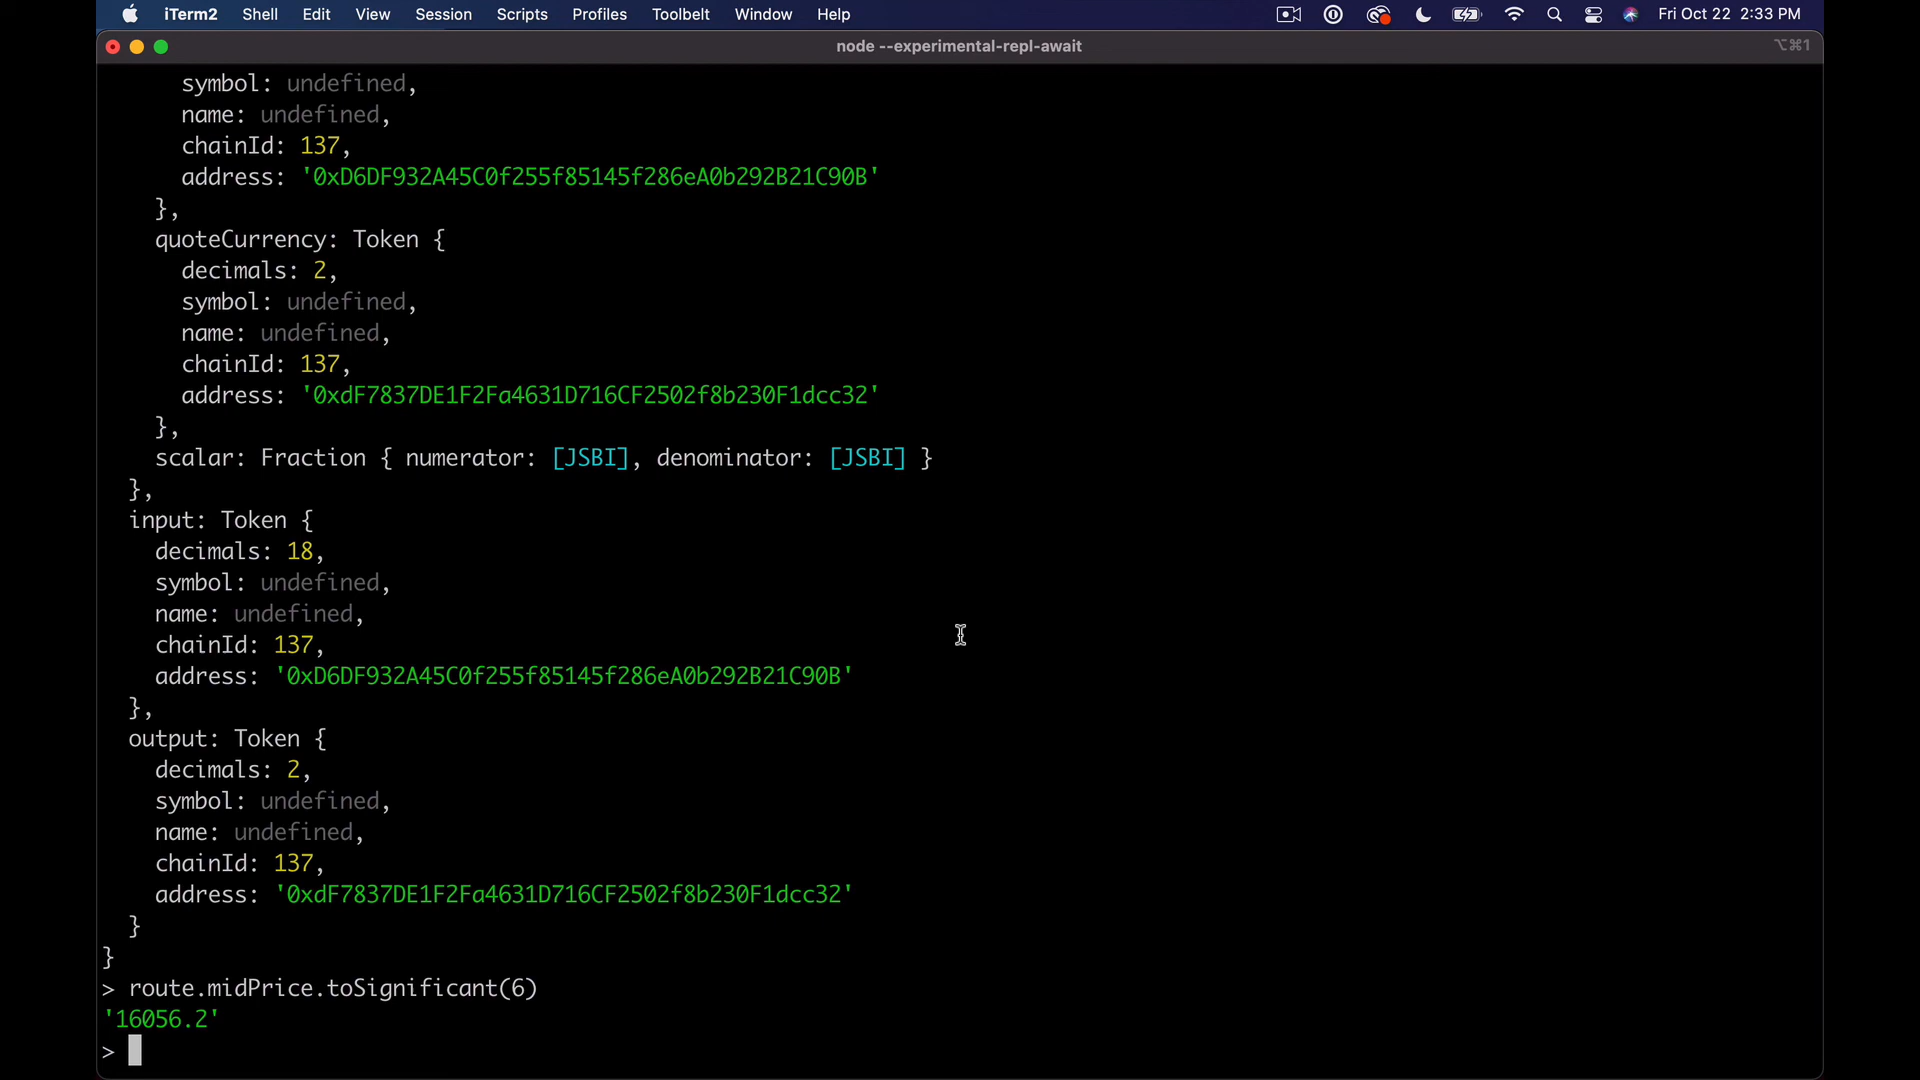 iTerm2 Shell Edit View Session Scripts Profiles Toolbelt Window Help Fri Oct 22 2:33 PM
node --experimental-repl-await ⌥⌘1
symbol: undefined,
name: undefined,
chainId: 137,
address: '0xD6DF932A45C0f255f85145f286eA0b292B21C90B'
},
quoteCurrency: Token {
decimals: 2,
symbol: undefined,
name: undefined,
chainId: 137,
address: '0xdF7837DE1F2Fa4631D716CF2502f8b230F1dcc32'
},
scalar: Fraction { numerator: [JSBI], denominator: [JSBI] }
},
input: Token {
decimals: 18,
symbol: undefined,
name: undefined,
chainId: 137,
address: '0xD6DF932A45C0f255f85145f286eA0b292B21C90B'
},
output: Token {
decimals: 2,
symbol: undefined,
name: undefined,
chainId: 137,
address: '0xdF7837DE1F2Fa4631D716CF2502f8b230F1dcc32'
}
}
> route.midPrice.toSignificant(6)
'16056.2'
>